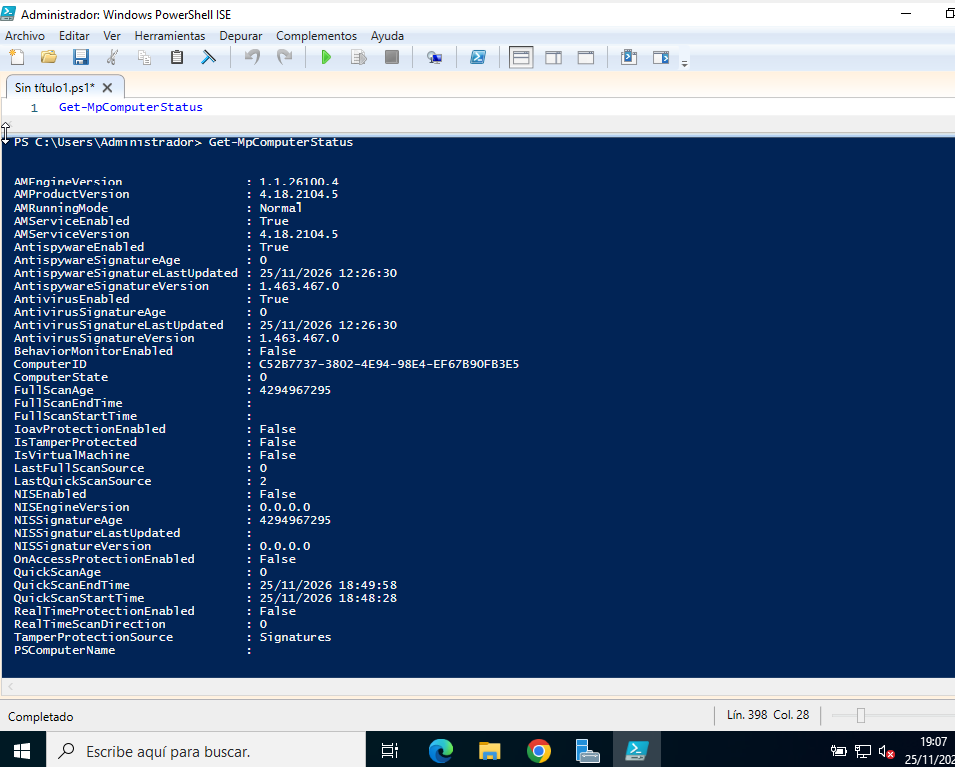 Administrador: Windows PowerShell ISE
Archivo Editar Ver Herramientas Depurar Complementos Ayuda
Sin título1.ps1*
1 Get-MpComputerStatus
PS C:\Users\Administrador> Get-MpComputerStatus
AMEngineVersion : 1.1.26100.4
AMProductVersion : 4.18.2104.5
AMRunningMode : Normal
AMServiceEnabled : True
AMServiceVersion : 4.18.2104.5
AntispywareEnabled : True
AntispywareSignatureAge : 0
AntispywareSignatureLastUpdated : 25/11/2026 12:26:30
AntispywareSignatureVersion : 1.463.467.0
AntivirusEnabled : True
AntivirusSignatureAge : 0
AntivirusSignatureLastUpdated : 25/11/2026 12:26:30
AntivirusSignatureVersion : 1.463.467.0
BehaviorMonitorEnabled : False
ComputerID : C52B7737-3802-4E94-98E4-EF67B90FB3E5
ComputerState : 0
FullScanAge : 4294967295
FullScanEndTime :
FullScanStartTime :
IoavProtectionEnabled : False
IsTamperProtected : False
IsVirtualMachine : False
LastFullScanSource : 0
LastQuickScanSource : 2
NISEnabled : False
NISEngineVersion : 0.0.0.0
NISSignatureAge : 4294967295
NISSignatureLastUpdated :
NISSignatureVersion : 0.0.0.0
OnAccessProtectionEnabled : False
QuickScanAge : 0
QuickScanEndTime : 25/11/2026 18:49:58
QuickScanStartTime : 25/11/2026 18:48:28
RealTimeProtectionEnabled : False
RealTimeScanDirection : 0
TamperProtectionSource : Signatures
PSComputerName :
Completado
Lín. 398 Col. 28
Escribe aquí para buscar.
19:07
25/11/202